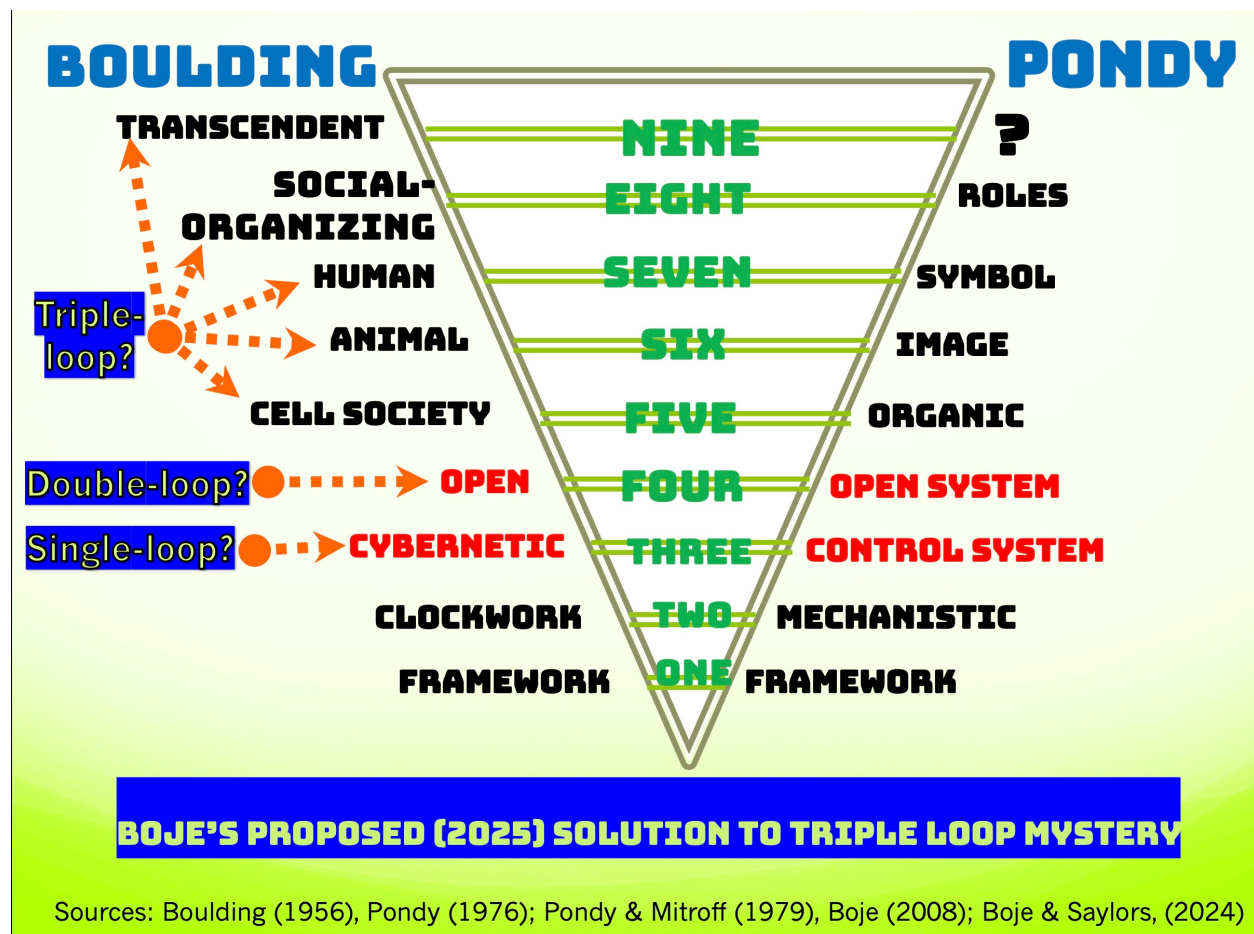 BOULDING
PONDY
TRANSCENDENT
NINE
?
SOCIAL-
ORGANIZING
EIGHT
ROLES
HUMAN
SEVEN
SYMBOL
Triple-
loop?
ANIMAL
SIX
IMAGE
CELL SOCIETY
FIVE
ORGANIC
Double-loop?
OPEN
FOUR
OPEN SYSTEM
Single-loop?
CYBERNETIC
THREE
CONTROL SYSTEM
CLOCKWORK
TWO
MECHANISTIC
FRAMEWORK
ONE
FRAMEWORK
BOJE'S PROPOSED (2025) SOLUTION TO TRIPLE LOOP MYSTERY
Sources: Boulding (1956), Pondy (1976); Pondy & Mitroff (1979), Boje (2008); Boje & Saylors, (2024)